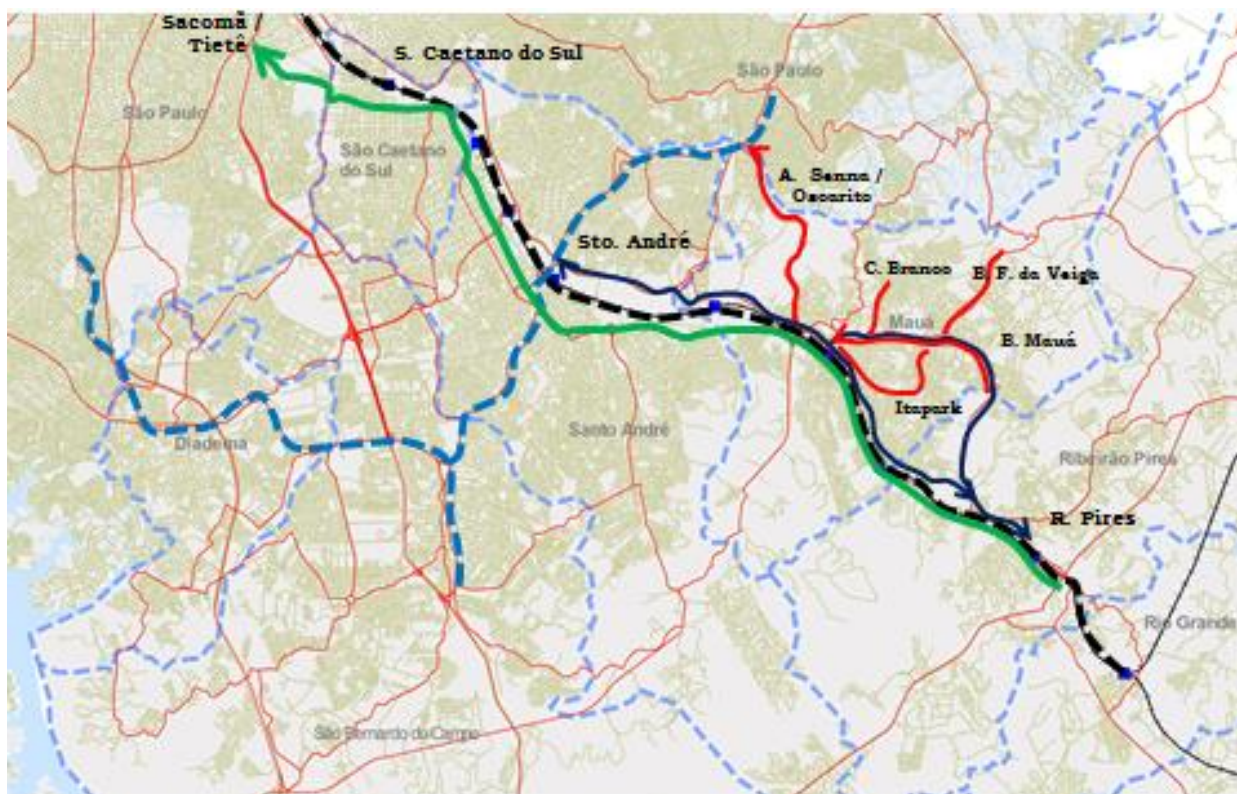 Sacomã
Tietê
S. Caetano do Sul
São Paulo
São Paulo
São Caetano
do Sul
A. Senna /
Oscarito
Sto. André
C. Branco
B. F. da Veiga
Mauá
B. Mauá
Itapark
Diadema
Santo André
Ribeirão Pires
R. Pires
Rio Grande
São Bernardo do Campo